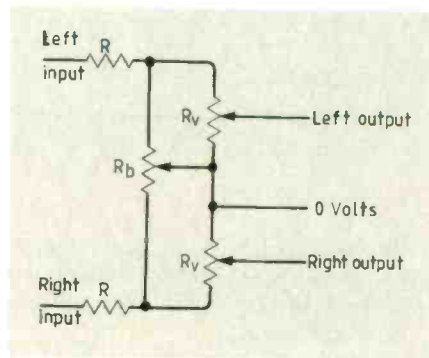 Left
input
R
Rv
Left output
Rb
0 Volts
Rv
Right output
Right
input
R